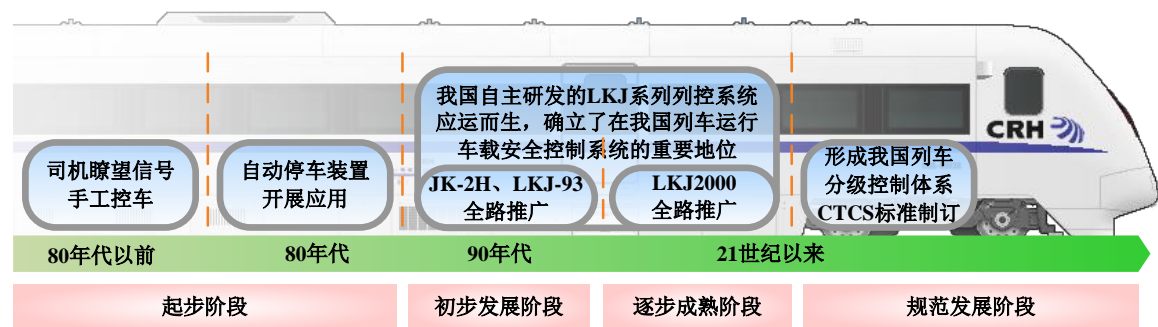 我国自主研发的LKJ系列列控系统
应运而生，确立了在我国列车运行
车载安全控制系统的重要地位
司机瞭望信号
手工控车
自动停车装置
开展应用
JK-2H、LKJ-93
全路推广
LKJ2000
全路推广
形成我国列车
分级控制体系
CTCS标准制订
CRH
80年代以前
80年代
90年代
21世纪以来
起步阶段
初步发展阶段
逐步成熟阶段
规范发展阶段